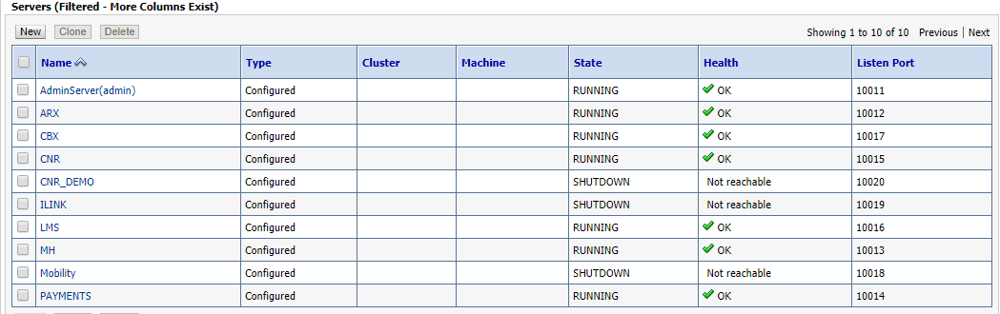 Servers (Filtered - More Columns Exist)
New Clone Delete Showing 1 to 10 of 10 Previous | Next
Name Type Cluster Machine State Health Listen Port
AdminServer(admin) Configured RUNNING OK 10011
ARX Configured RUNNING OK 10012
CBX Configured RUNNING OK 10017
CNR Configured RUNNING OK 10015
CNR_DEMO Configured SHUTDOWN Not reachable 10020
ILINK Configured SHUTDOWN Not reachable 10019
LMS Configured RUNNING OK 10016
MH Configured RUNNING OK 10013
Mobility Configured SHUTDOWN Not reachable 10018
PAYMENTS Configured RUNNING OK 10014